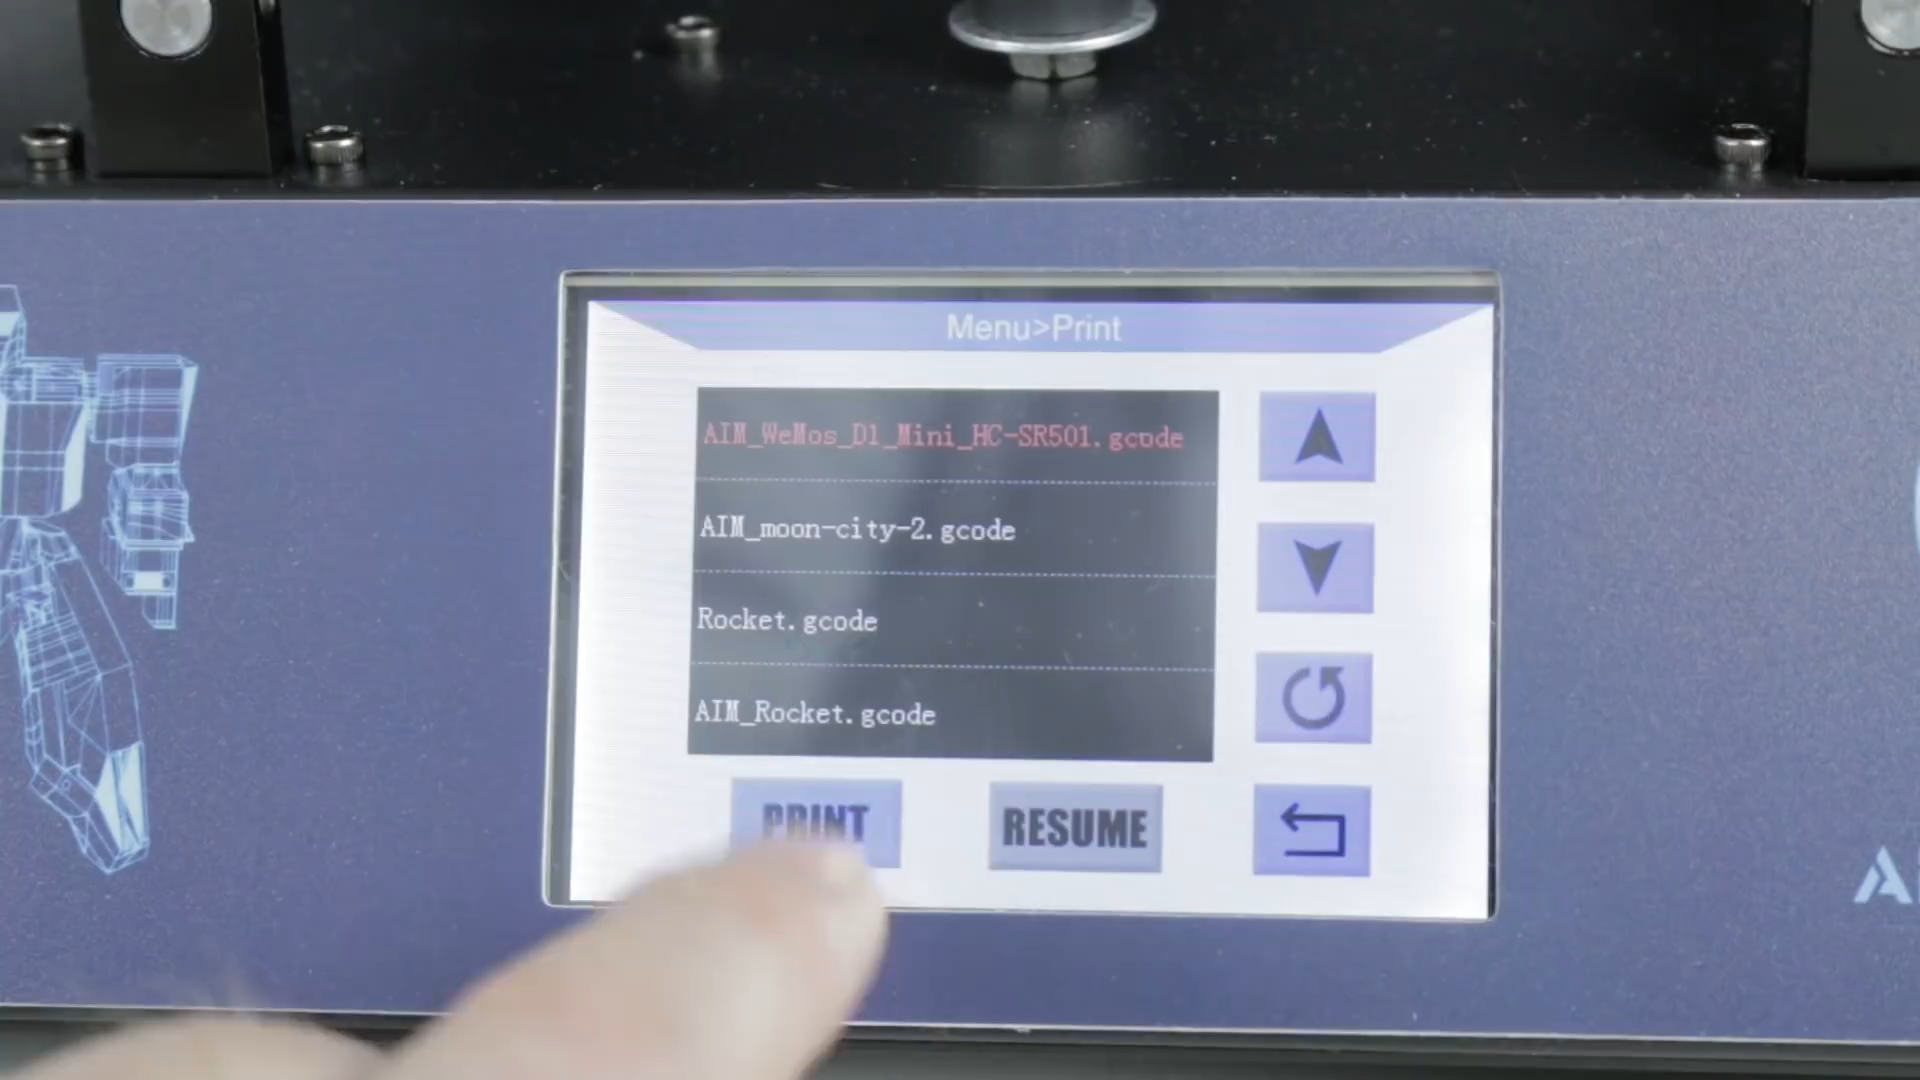 Menu>Print
AIM_WeMos_D1_Mini_HC-SR501.gcode
AIM_moon-city-2.gcode
Rocket.gcode
AIM_Rocket.gcode
PRINT
RESUME